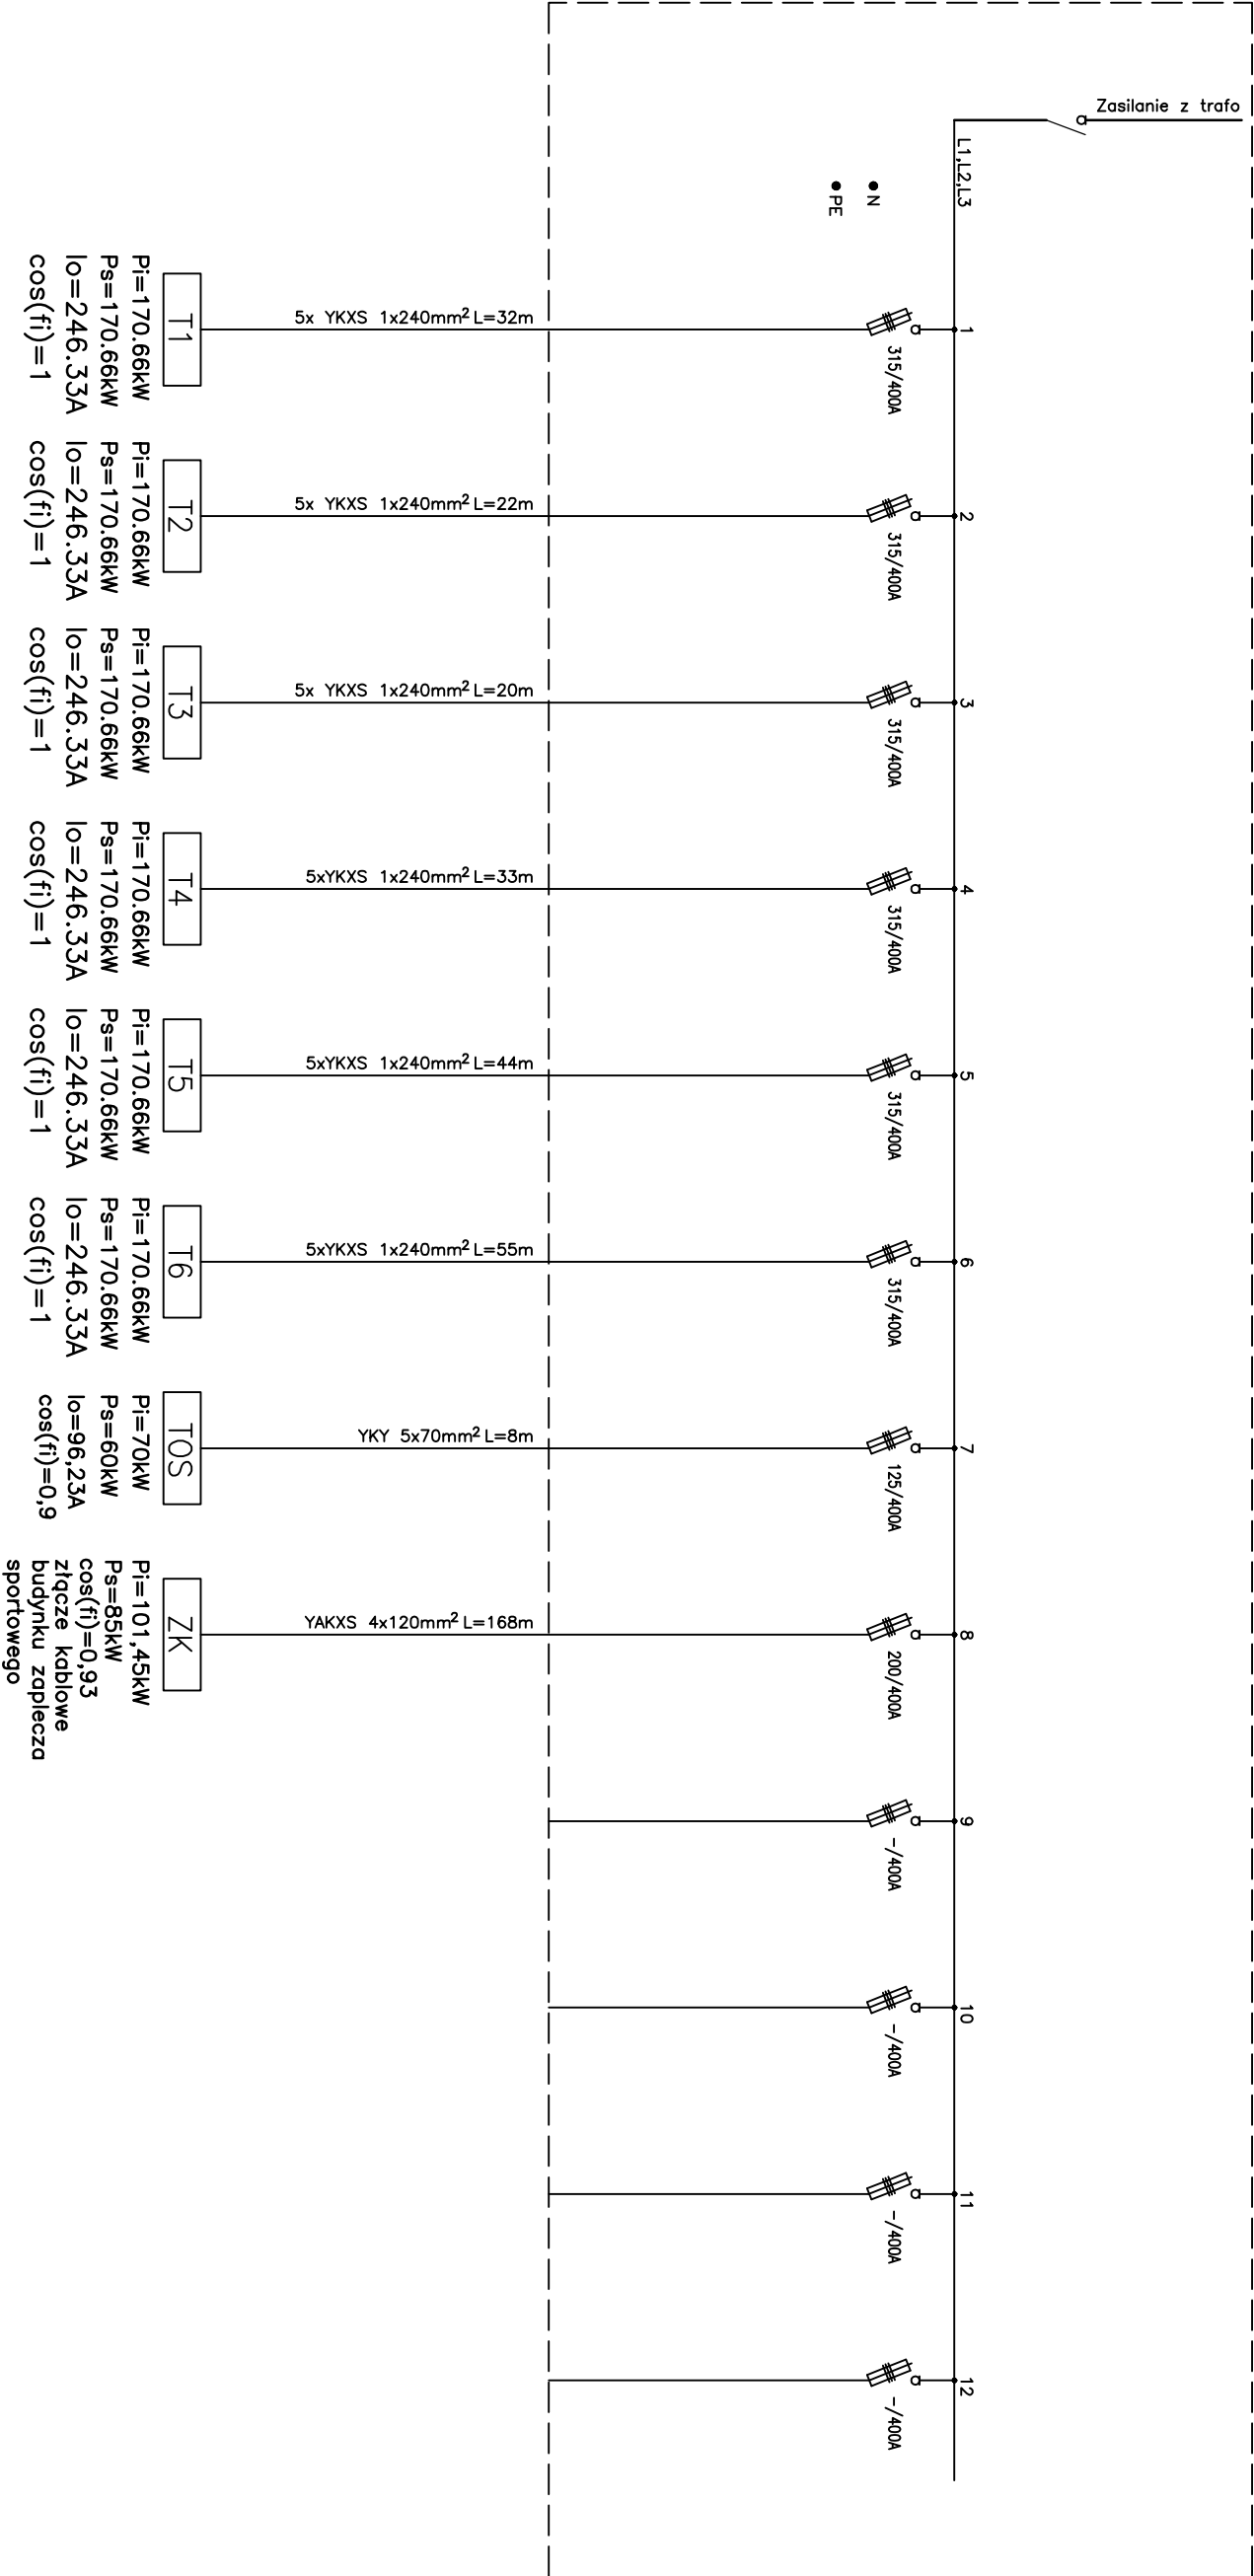 Zasilanie z trafo
L1,L2,L3
N
PE
1
315/400A
5x YKXS 1x240mm² L=32m
T1
Pi=170.66kW
Ps=170.66kW
Io=246.33A
cos(fi)=1
2
315/400A
5x YKXS 1x240mm² L=22m
T2
Pi=170.66kW
Ps=170.66kW
Io=246.33A
cos(fi)=1
3
315/400A
5x YKXS 1x240mm² L=20m
T3
Pi=170.66kW
Ps=170.66kW
Io=246.33A
cos(fi)=1
4
315/400A
5xYKXS 1x240mm² L=33m
T4
Pi=170.66kW
Ps=170.66kW
Io=246.33A
cos(fi)=1
5
315/400A
5xYKXS 1x240mm² L=44m
T5
Pi=170.66kW
Ps=170.66kW
Io=246.33A
cos(fi)=1
6
315/400A
5xYKXS 1x240mm² L=55m
T6
Pi=170.66kW
Ps=170.66kW
Io=246.33A
cos(fi)=1
7
125/400A
YKY 5x70mm² L=8m
TOS
Pi=70kW
Ps=60kW
Io=96,23A
cos(fi)=0,9
8
200/400A
YAKXS 4x120mm² L=168m
ZK
Pi=101,45kW
Ps=85kW
cos(fi)=0,93
złącze kablowe
budynku zaplecza
sportowego
9
-/400A
10
-/400A
11
-/400A
12
-/400A